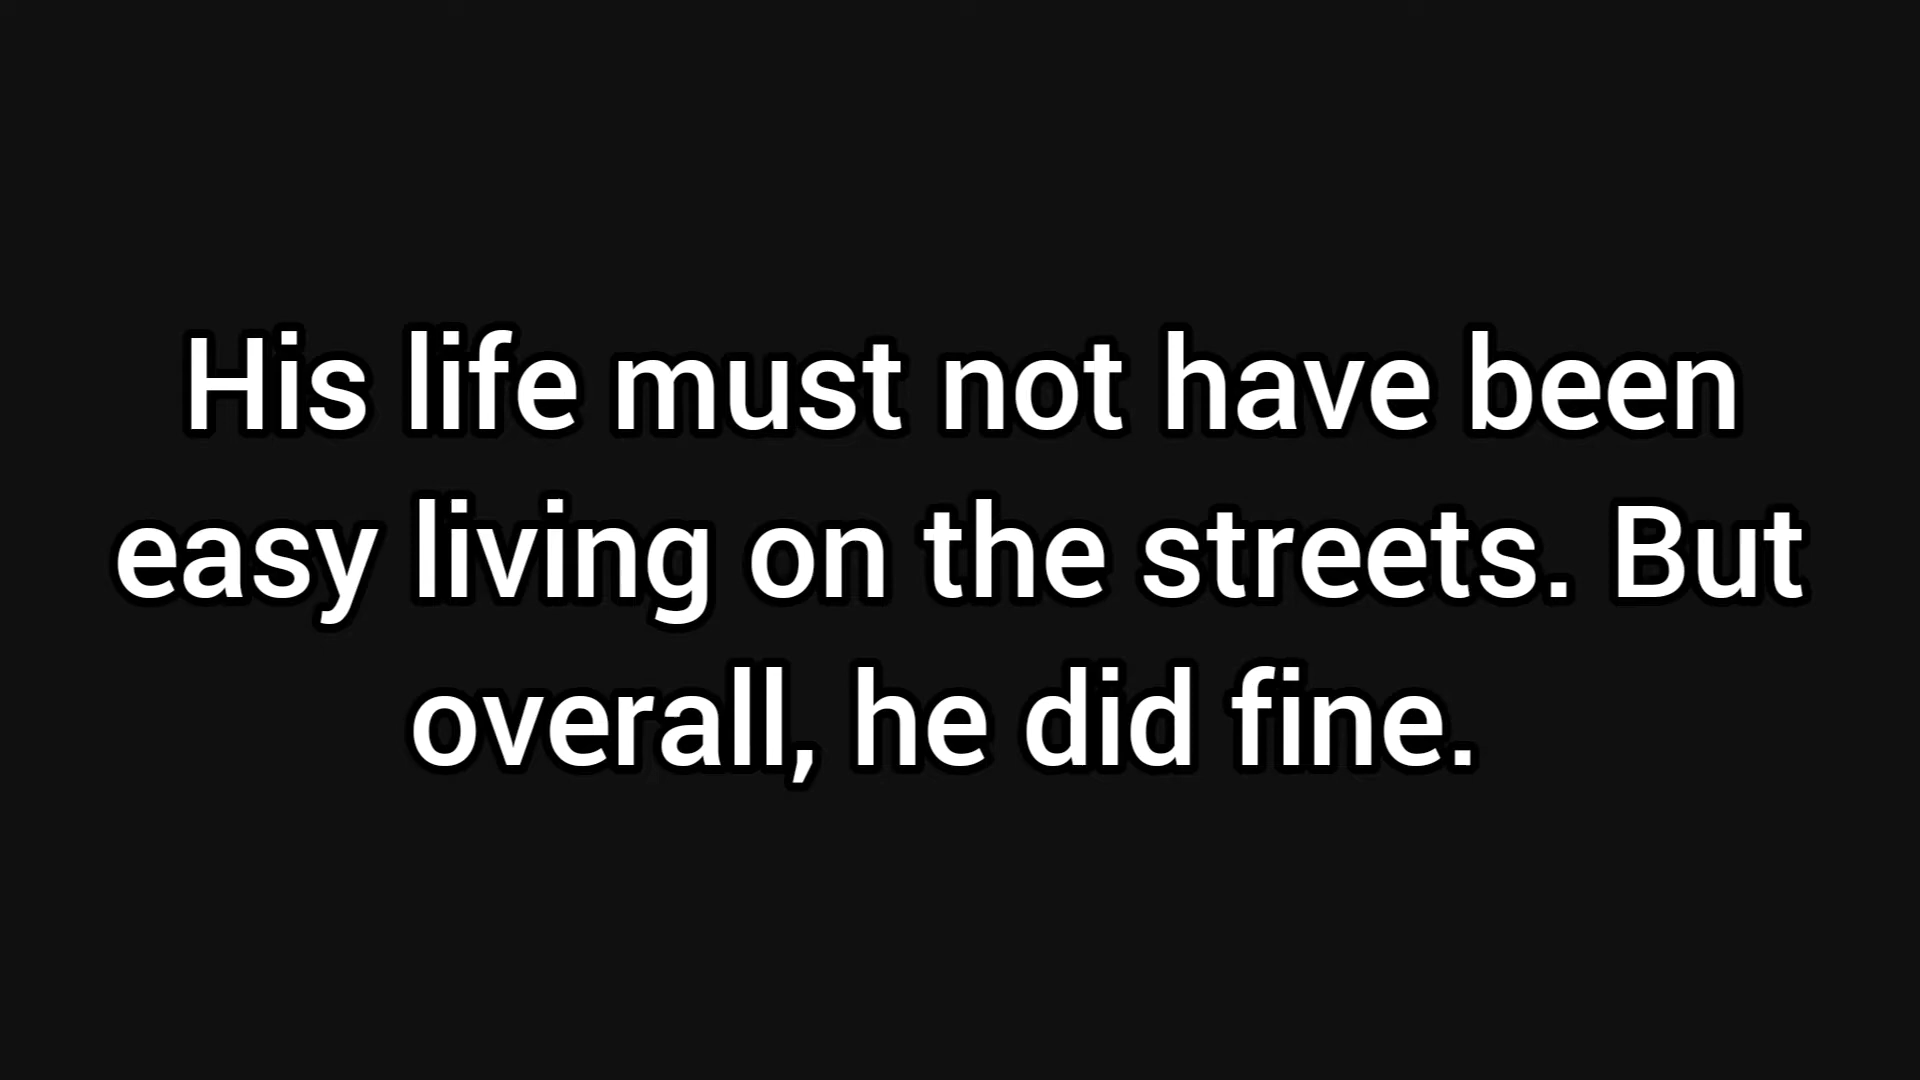 His life must not have been
easy living on the streets. But
overall, he did fine.